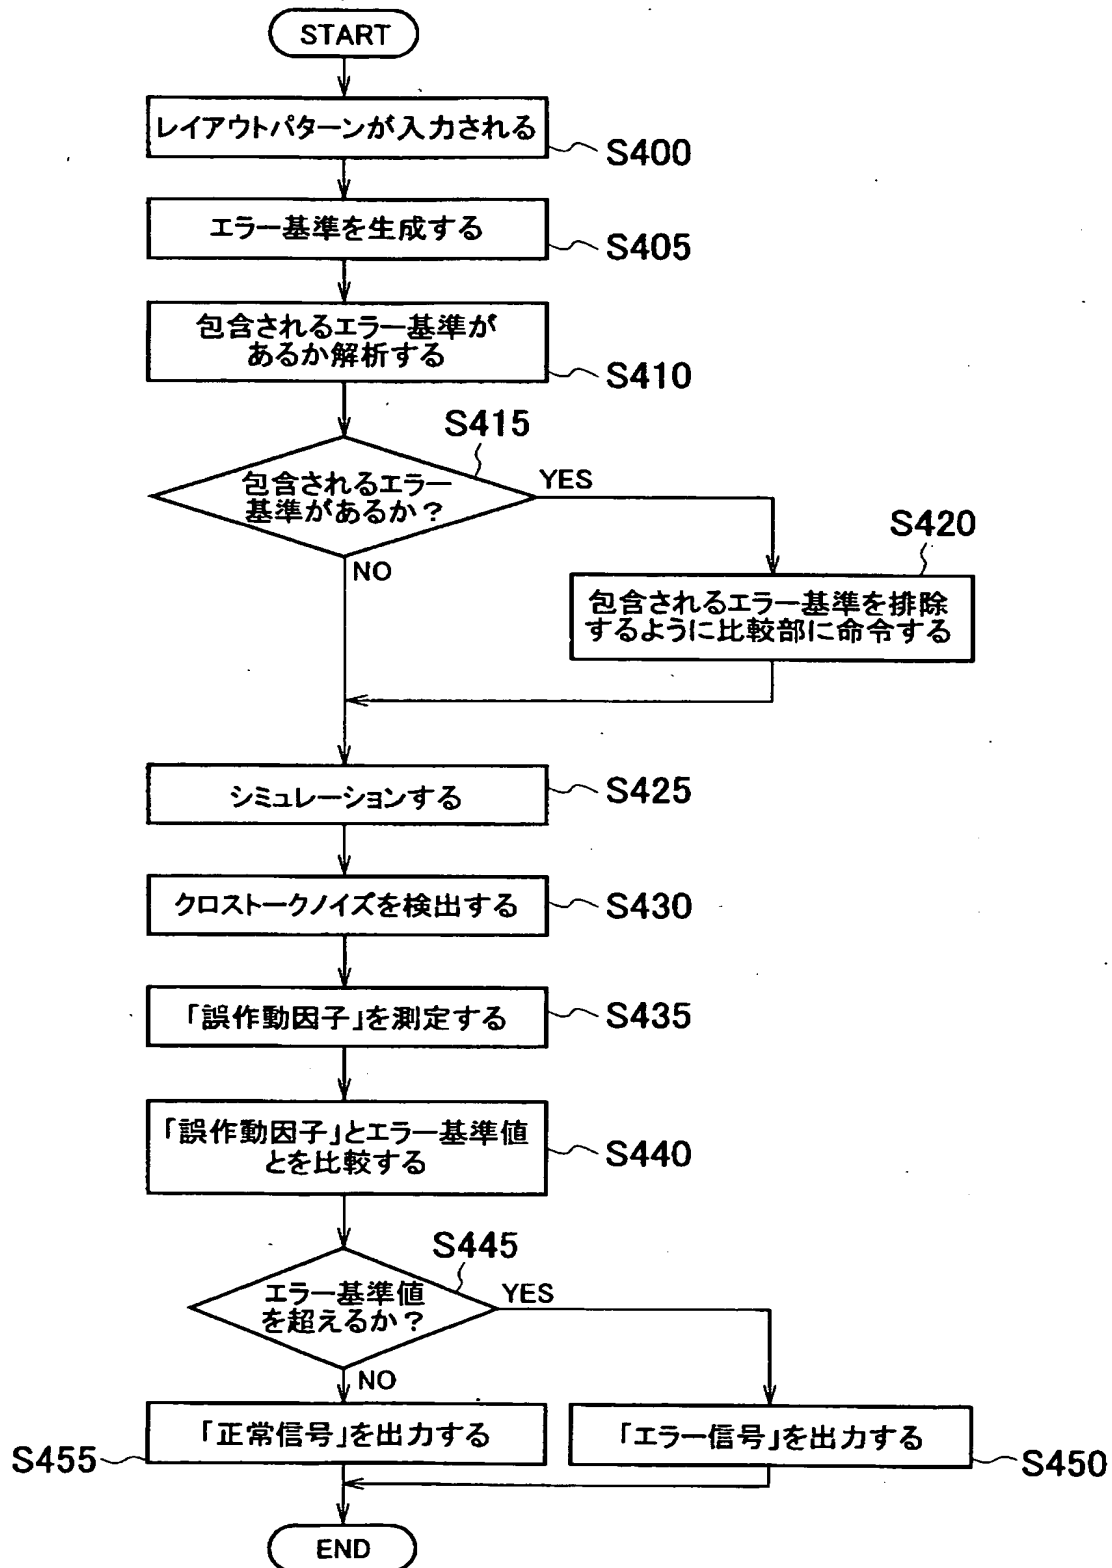 START
レイアウトパターンが入力される
S400
エラー基準を生成する
S405
包含されるエラー基準が
あるか解析する
S410
S415
包含されるエラー
基準があるか？
YES
NO
S420
包含されるエラー基準を排除
するように比較部に命令する
シミュレーションする
S425
クロストークノイズを検出する
S430
「誤作動因子」を測定する
S435
「誤作動因子」とエラー基準値
とを比較する
S440
S445
エラー基準値
を超えるか？
YES
NO
「正常信号」を出力する
S455
「エラー信号」を出力する
S450
END